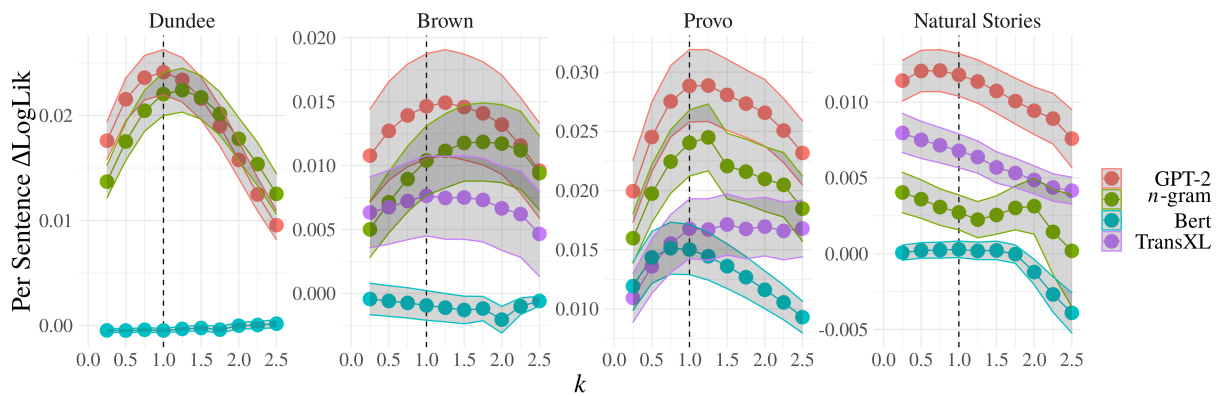 Dundee
Brown
Provo
Natural Stories
Per Sentence ΔLogLik
0.02
0.01
0.00
0.020
0.015
0.010
0.005
0.000
0.030
0.025
0.020
0.015
0.010
0.010
0.005
0.000
-0.005
0.0 0.5 1.0 1.5 2.0 2.5
0.0 0.5 1.0 1.5 2.0 2.5
0.0 0.5 1.0 1.5 2.0 2.5
0.0 0.5 1.0 1.5 2.0 2.5
k
GPT-2
n-gram
Bert
TransXL